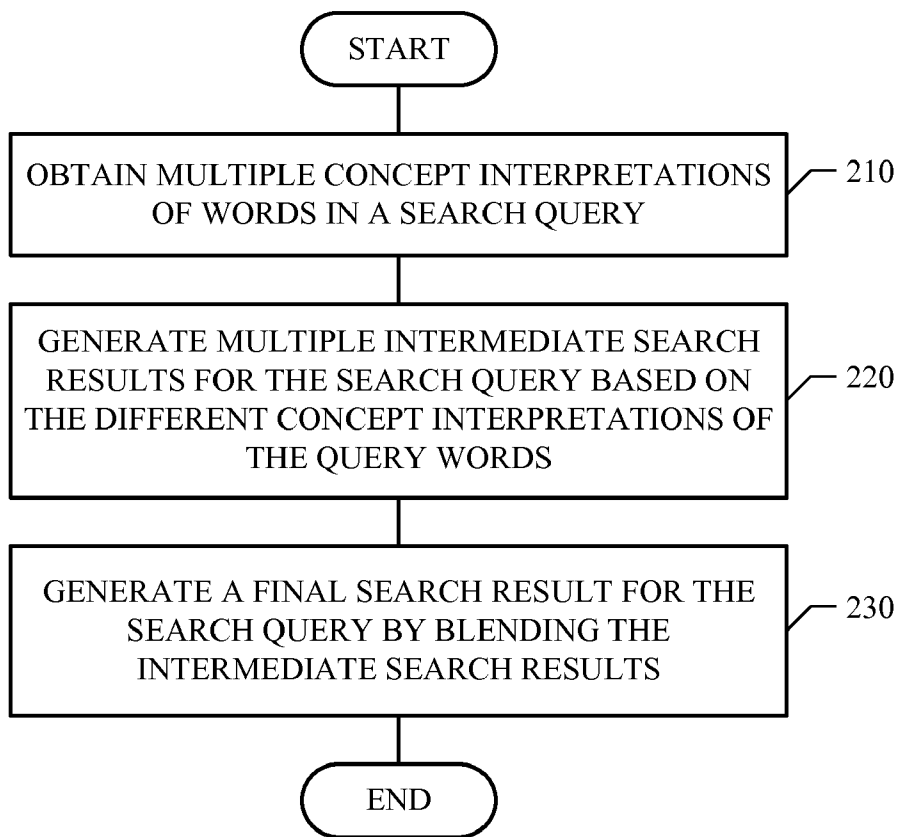 START
OBTAIN MULTIPLE CONCEPT INTERPRETATIONS
OF WORDS IN A SEARCH QUERY
210
GENERATE MULTIPLE INTERMEDIATE SEARCH
RESULTS FOR THE SEARCH QUERY BASED ON
THE DIFFERENT CONCEPT INTERPRETATIONS OF
THE QUERY WORDS
220
GENERATE A FINAL SEARCH RESULT FOR THE
SEARCH QUERY BY BLENDING THE
INTERMEDIATE SEARCH RESULTS
230
END